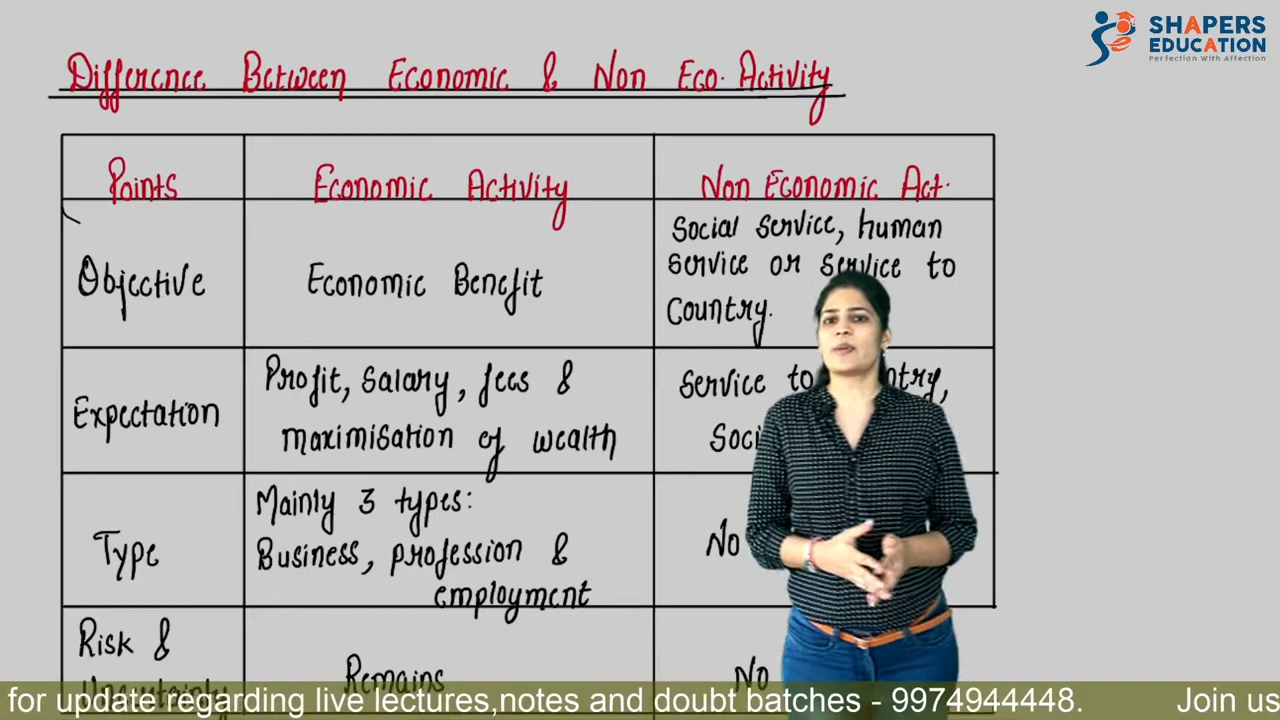 SHAPERS
EDUCATION
Perfection With Affection
Difference Between Economic & Non Eco. Activity
Points
Economic Activity
Non Economic Act.
Objective
Economic Benefit
Social Service, human
service or service to
Country.
Expectation
Profit, Salary, fees &
maximisation of wealth
Service to
Type
Mainly 3 types:
Business, profession &
employment
No
Risk &
Uncertainty
Remains
No
for update regarding live lectures,notes and doubt batches - 9974944448.
Join us